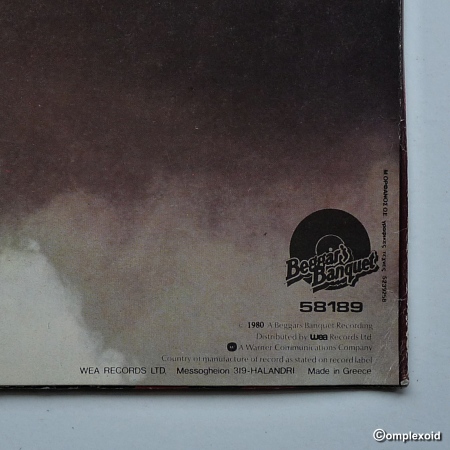 Beggar's
Banquet
58189
© 1980 A Beggars Banquet Recording
Distributed by wea Records Ltd
A Warner Communications Company
Country of manufacture of record as stated on record label
WEA RECORDS LTD. Messogheion 319-HALANDRI Made in Greece
©omplexoid